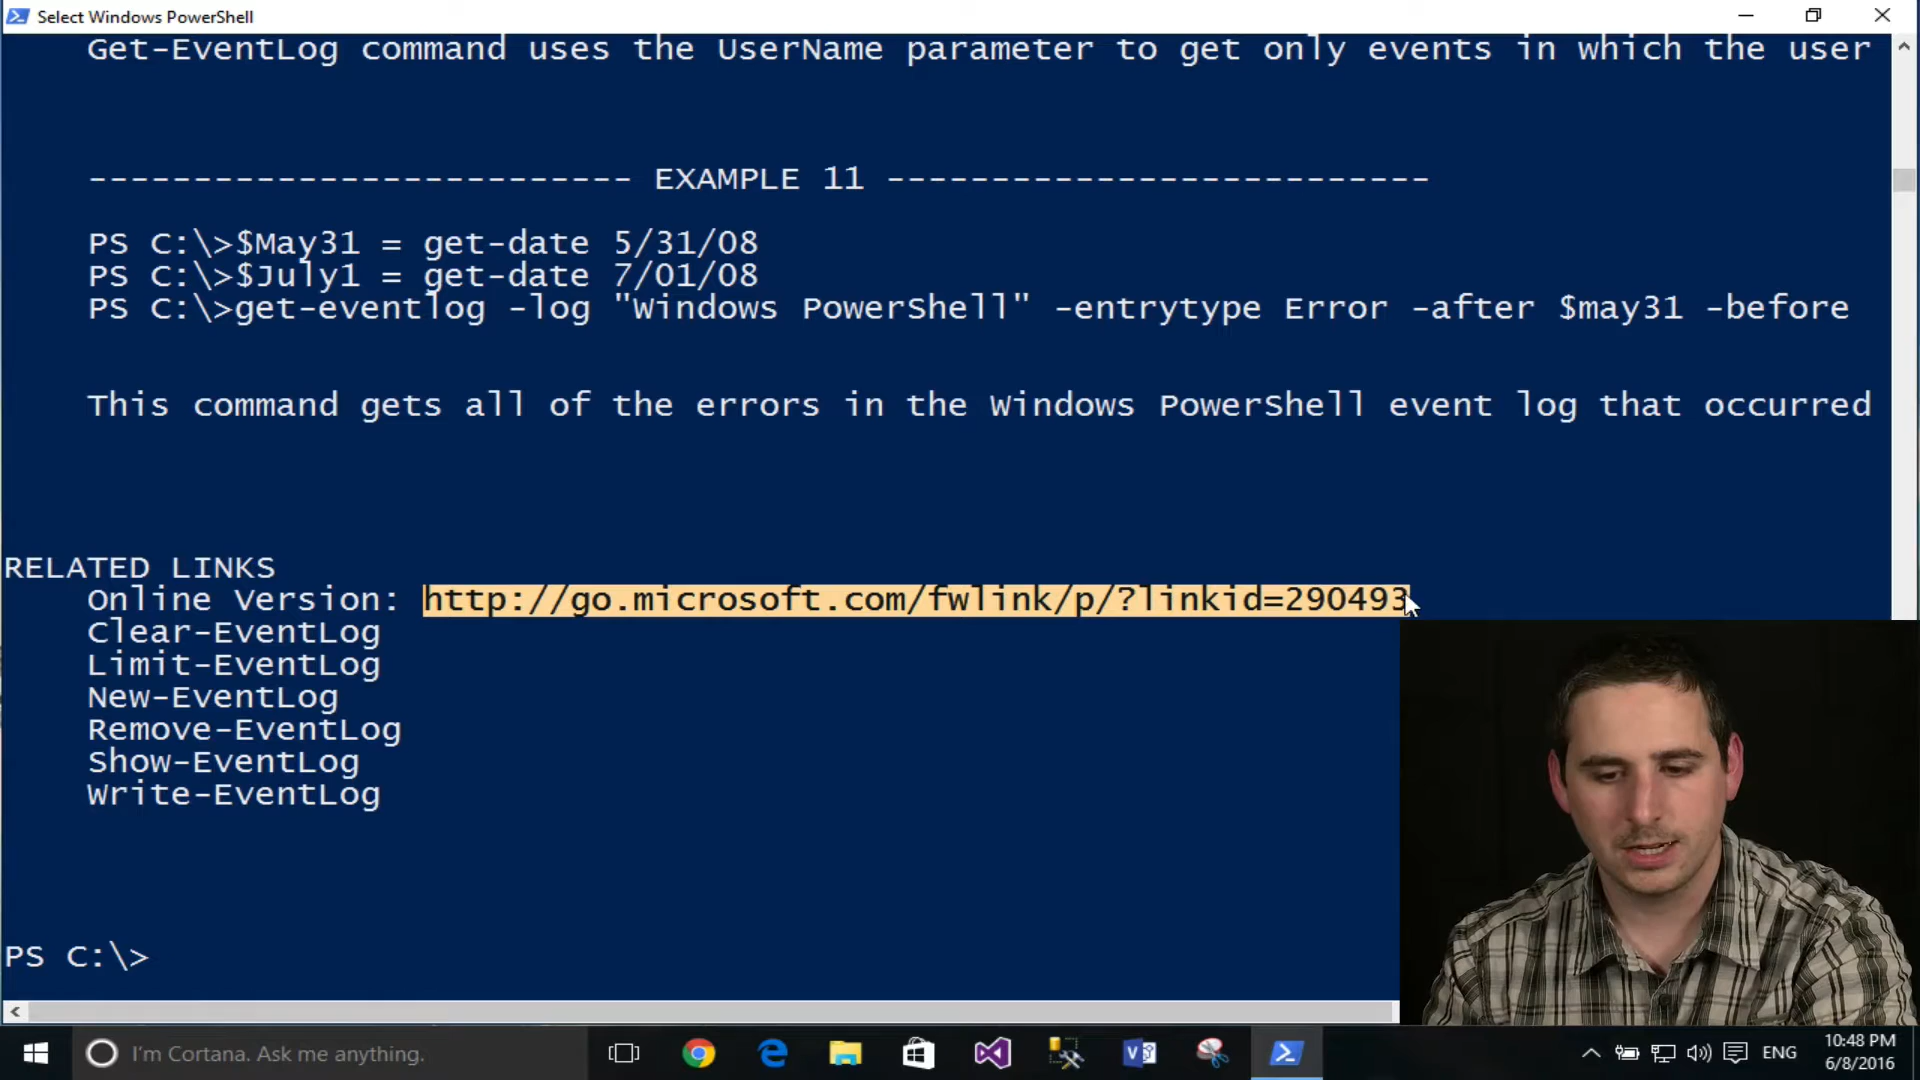 Select Windows PowerShell
Get-EventLog command uses the UserName parameter to get only events in which the user
--------------------------- EXAMPLE 11 ---------------------------
PS C:\>$May31 = get-date 5/31/08
PS C:\>$July1 = get-date 7/01/08
PS C:\>get-eventlog -log "Windows PowerShell" -entrytype Error -after $may31 -before
This command gets all of the errors in the Windows PowerShell event log that occurred
RELATED LINKS
Online Version: http://go.microsoft.com/fwlink/p/?linkid=290493
Clear-EventLog
Limit-EventLog
New-EventLog
Remove-EventLog
Show-EventLog
Write-EventLog
PS C:\>
I'm Cortana. Ask me anything.
ENG
10:48 PM
6/8/2016